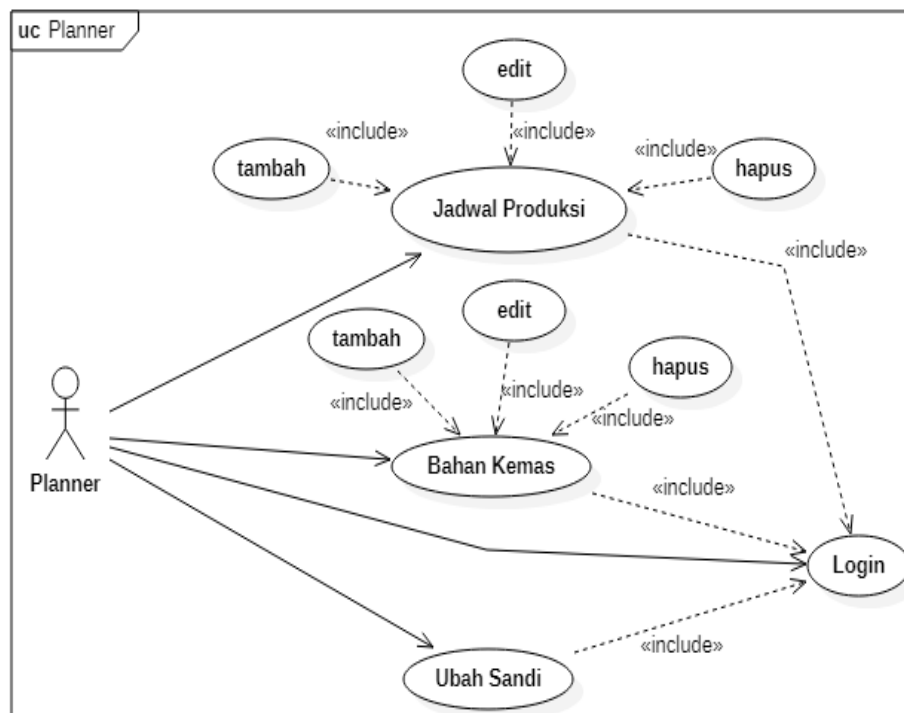 uc Planner
edit
«include»
«include»
«include»
tambah
hapus
Jadwal Produksi
«include»
edit
tambah
hapus
«include»
«include»
«include»
Planner
Bahan Kemas
«include»
Login
«include»
Ubah Sandi